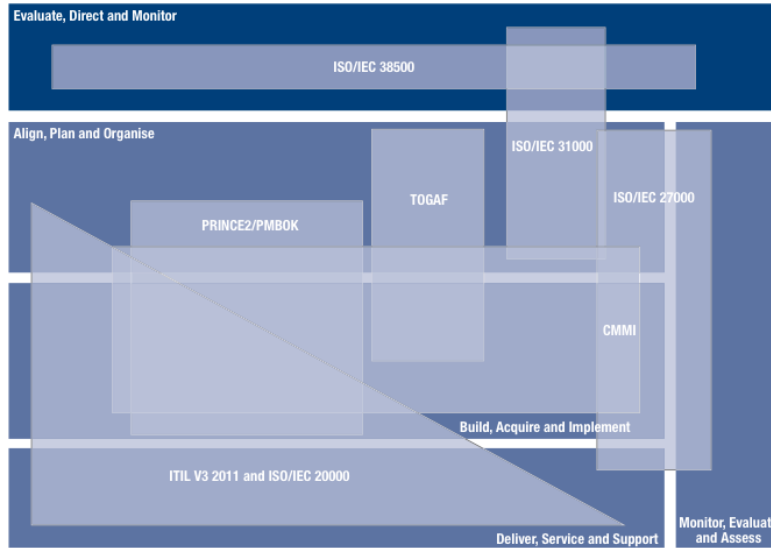 Evaluate, Direct and Monitor
ISO/IEC 38500
Align, Plan and Organise
ISO/IEC 31000
TOGAF
ISO/IEC 27000
PRINCE2/PMBOK
CMMI
Build, Acquire and Implement
ITIL V3 2011 and ISO/IEC 20000
Deliver, Service and Support
Monitor, Evaluat
and Assess